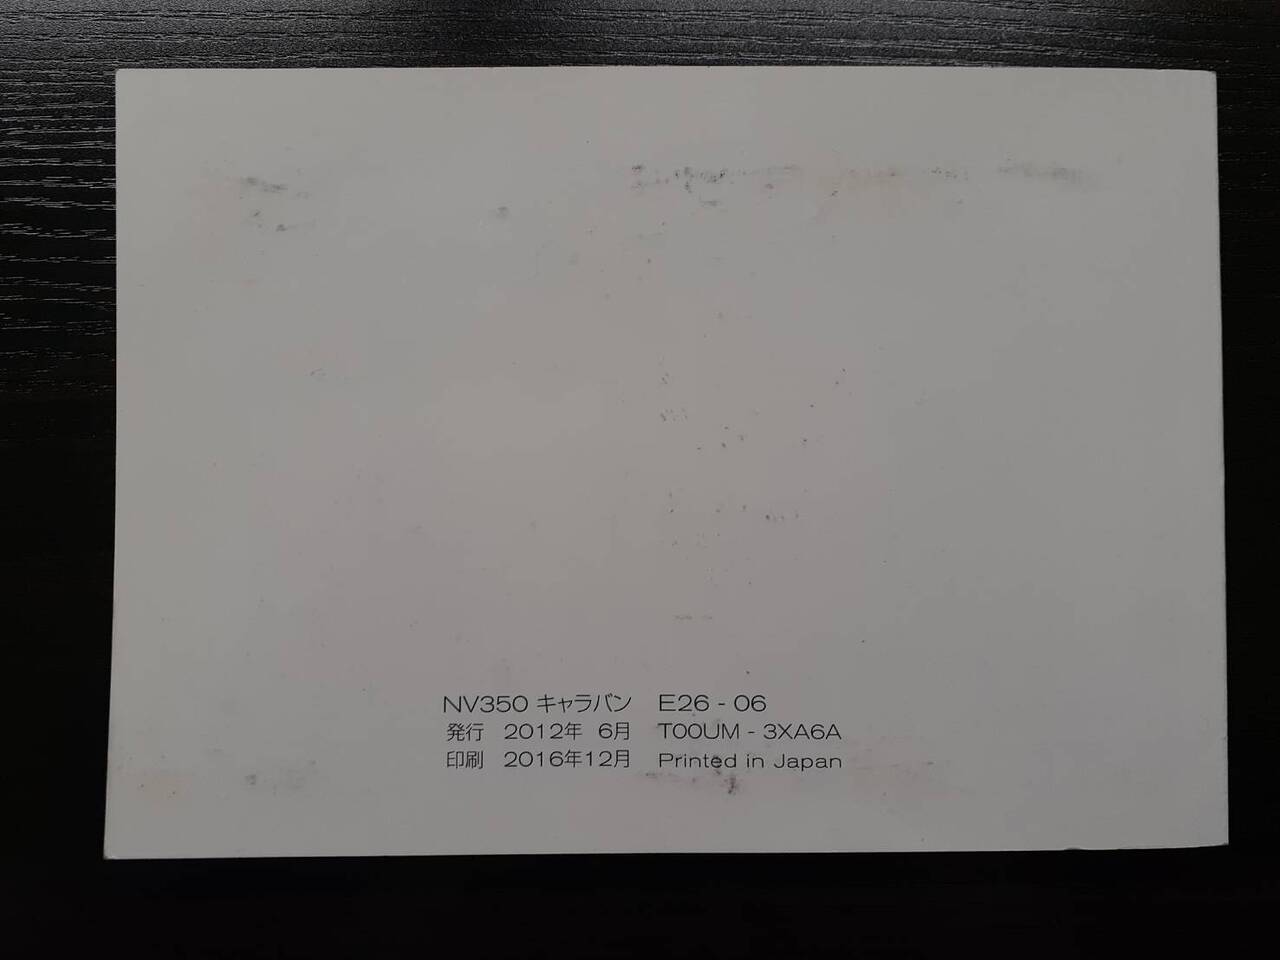 NV350 キャラバン E26 - 06
発行 2012年 6月 T00UM - 3XA6A
印刷 2016年12月 Printed in Japan